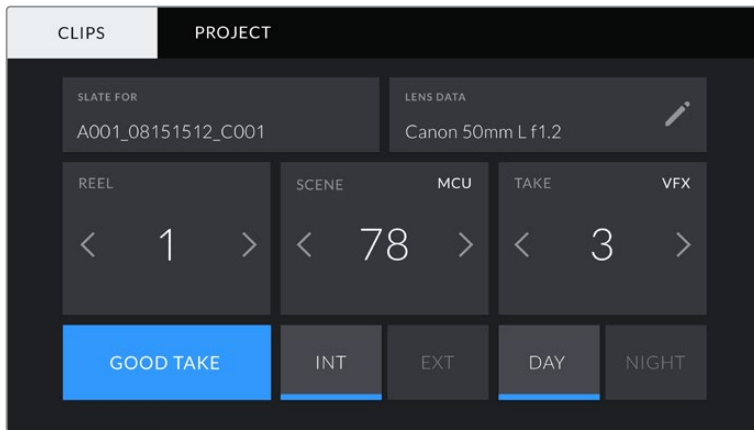 CLIPS PROJECT
SLATE FOR LENS DATA
A001_08151512_C001 Canon 50mm L f1.2
REEL SCENE MCU TAKE VFX
< 1 > < 78 > < 3 >
GOOD TAKE INT EXT DAY NIGHT